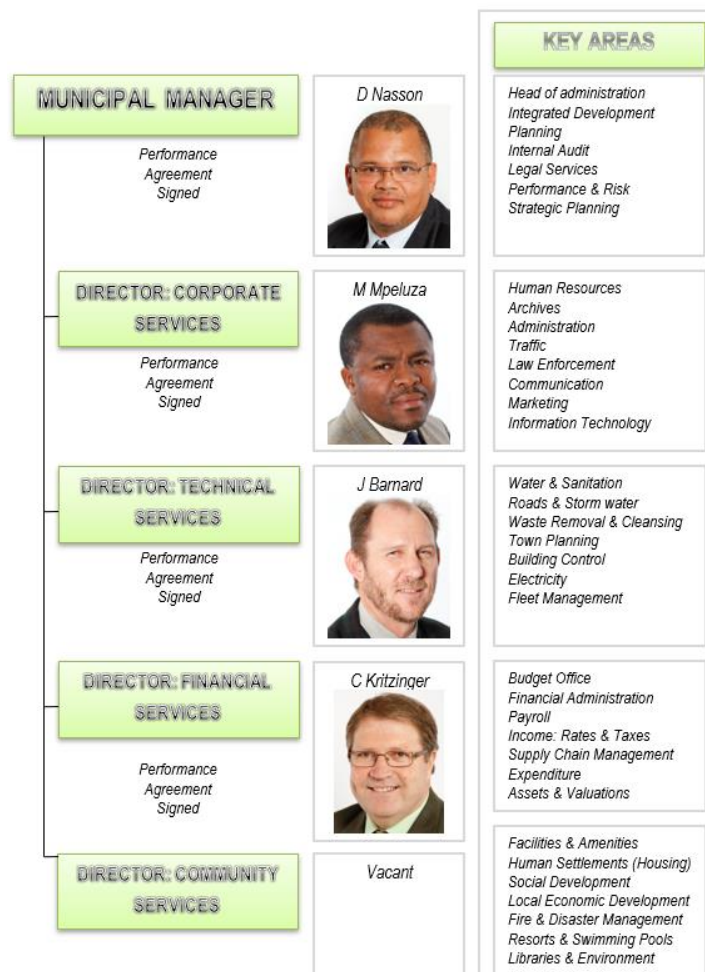 KEY AREAS
MUNICIPAL MANAGER
Performance
Agreement
Signed
D Nasson
Head of administration
Integrated Development
Planning
Internal Audit
Legal Services
Performance & Risk
Strategic Planning
DIRECTOR: CORPORATE
SERVICES
Performance
Agreement
Signed
M Mpeluza
Human Resources
Archives
Administration
Traffic
Law Enforcement
Communication
Marketing
Information Technology
DIRECTOR: TECHNICAL
SERVICES
Performance
Agreement
Signed
J Barnard
Water & Sanitation
Roads & Storm water
Waste Removal & Cleansing
Town Planning
Building Control
Electricity
Fleet Management
DIRECTOR: FINANCIAL
SERVICES
Performance
Agreement
Signed
C Kritzinger
Budget Office
Financial Administration
Payroll
Income: Rates & Taxes
Supply Chain Management
Expenditure
Assets & Valuations
DIRECTOR: COMMUNITY
SERVICES
Vacant
Facilities & Amenities
Human Settlements (Housing)
Social Development
Local Economic Development
Fire & Disaster Management
Resorts & Swimming Pools
Libraries & Environment